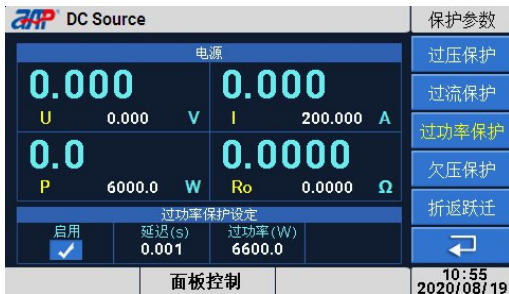 AAP DC Source
保护参数
电源
0.000
U 0.000 V
0.000
I 200.000 A
0.0
P 6000.0 W
0.0000
Ro 0.0000 Ω
过功率保护设定
启用 延迟(s) 过功率(W)
0.001 6600.0
面板控制
过压保护
过流保护
过功率保护
欠压保护
折返跃迁
10:55
2020/08/19